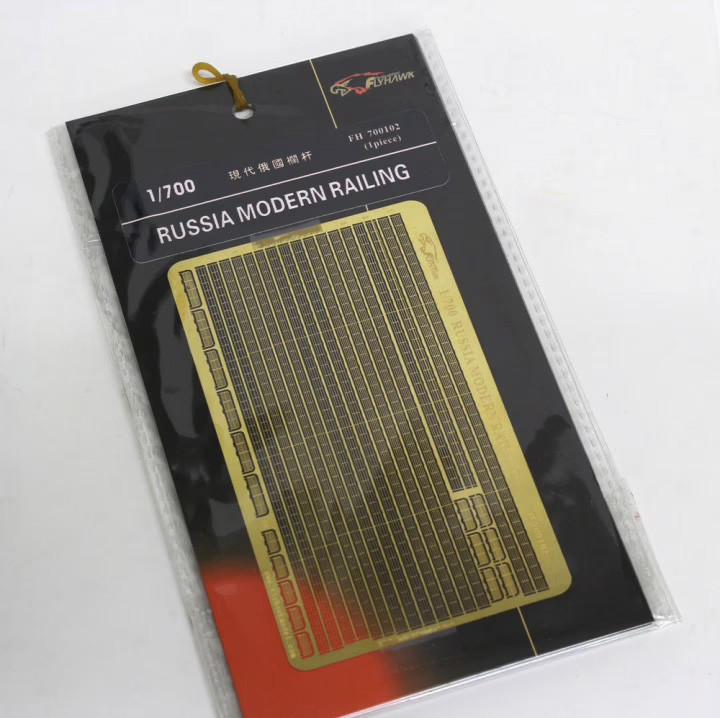 FLYHAWK
FH 700102
(1piece)
現代俄國欄杆
1/700
RUSSIA MODERN RAILING
1/700 RUSSIA MODERN RAILING